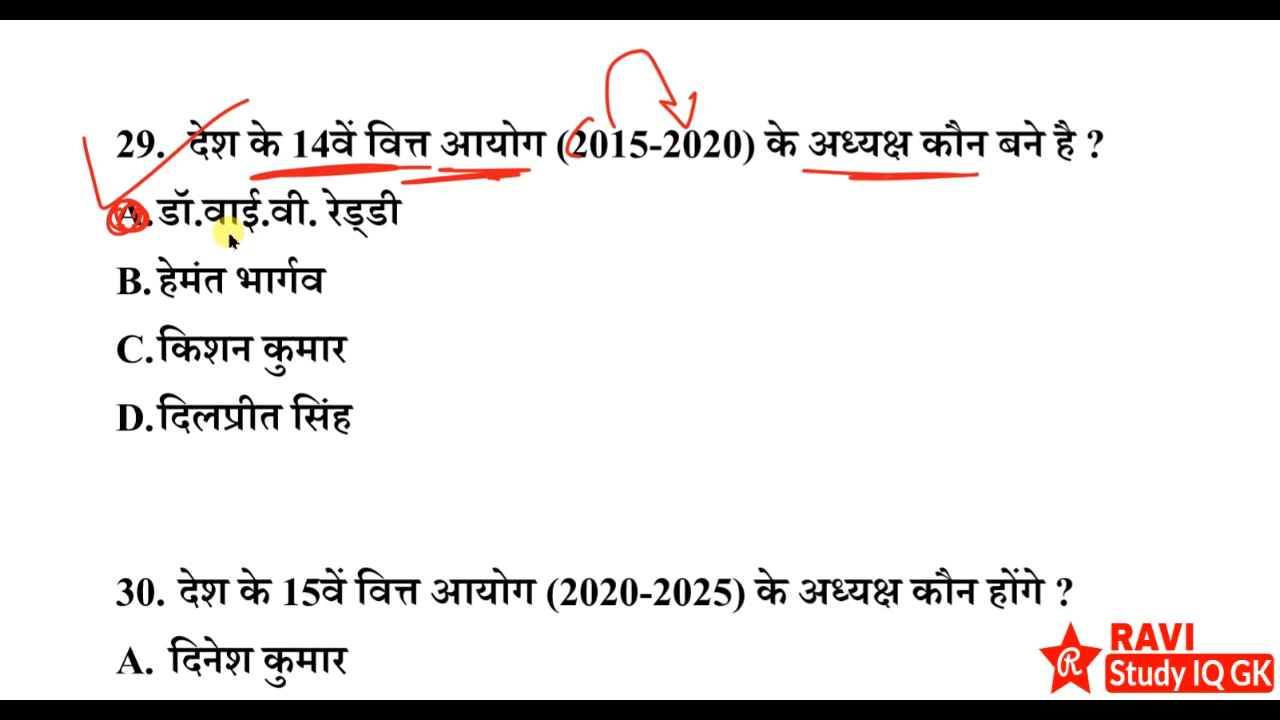 29. देश के 14वें वित्त आयोग (2015-2020) के अध्यक्ष कौन बने है ?
A. डॉ.वाई.वी. रेड्डी
B. हेमंत भार्गव
C. किशन कुमार
D. दिलप्रीत सिंह
30. देश के 15वें वित्त आयोग (2020-2025) के अध्यक्ष कौन होंगे ?
A. दिनेश कुमार
R
RAVI
Study IQ GK